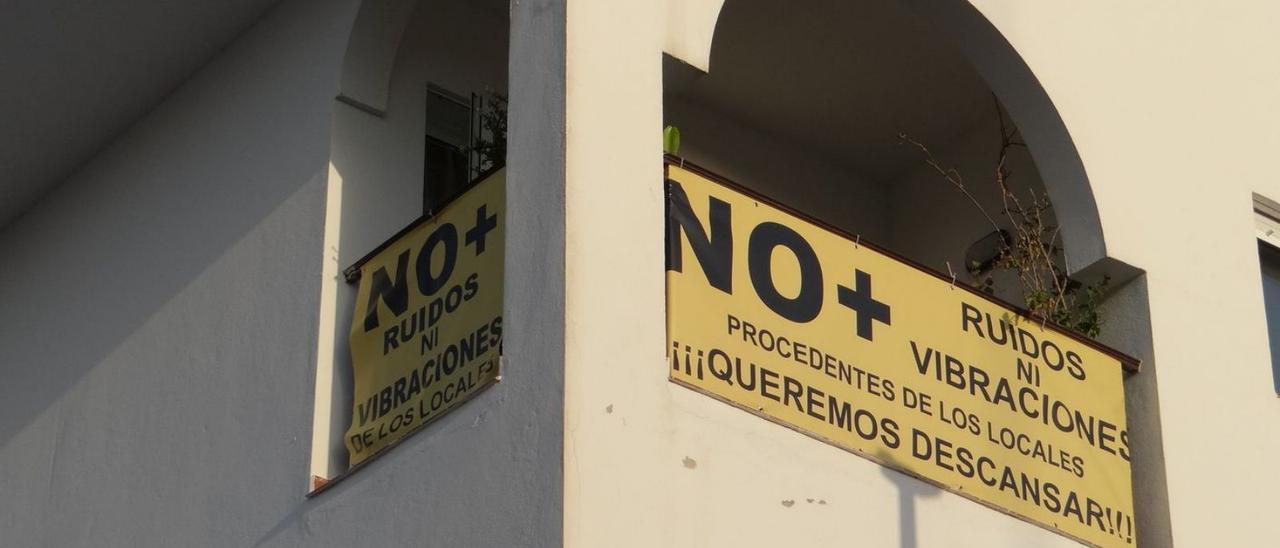 NO+
RUIDOS
NI
VIBRACIONES
DE LOS LOCALES
NO+ RUIDOS
NI
VIBRACIONES
PROCEDENTES DE LOS LOCALES
¡¡¡QUEREMOS DESCANSAR!!!